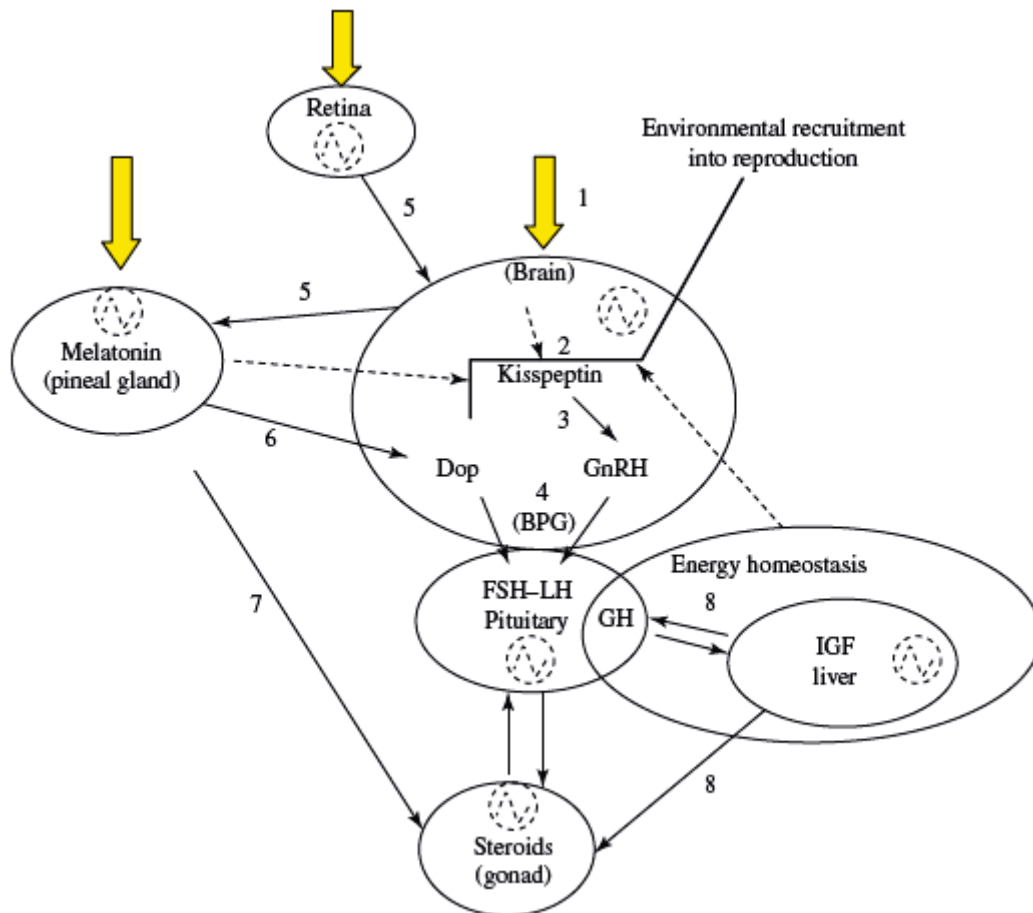 Retina
Environmental recruitment
into reproduction
1
5
(Brain)
5
2
Melatonin
(pineal gland)
Kisspeptin
3
6
Dop
GnRH
4
(BPG)
Energy homeostasis
7
FSH–LH
Pituitary
GH
8
IGF
liver
8
Steroids
(gonad)